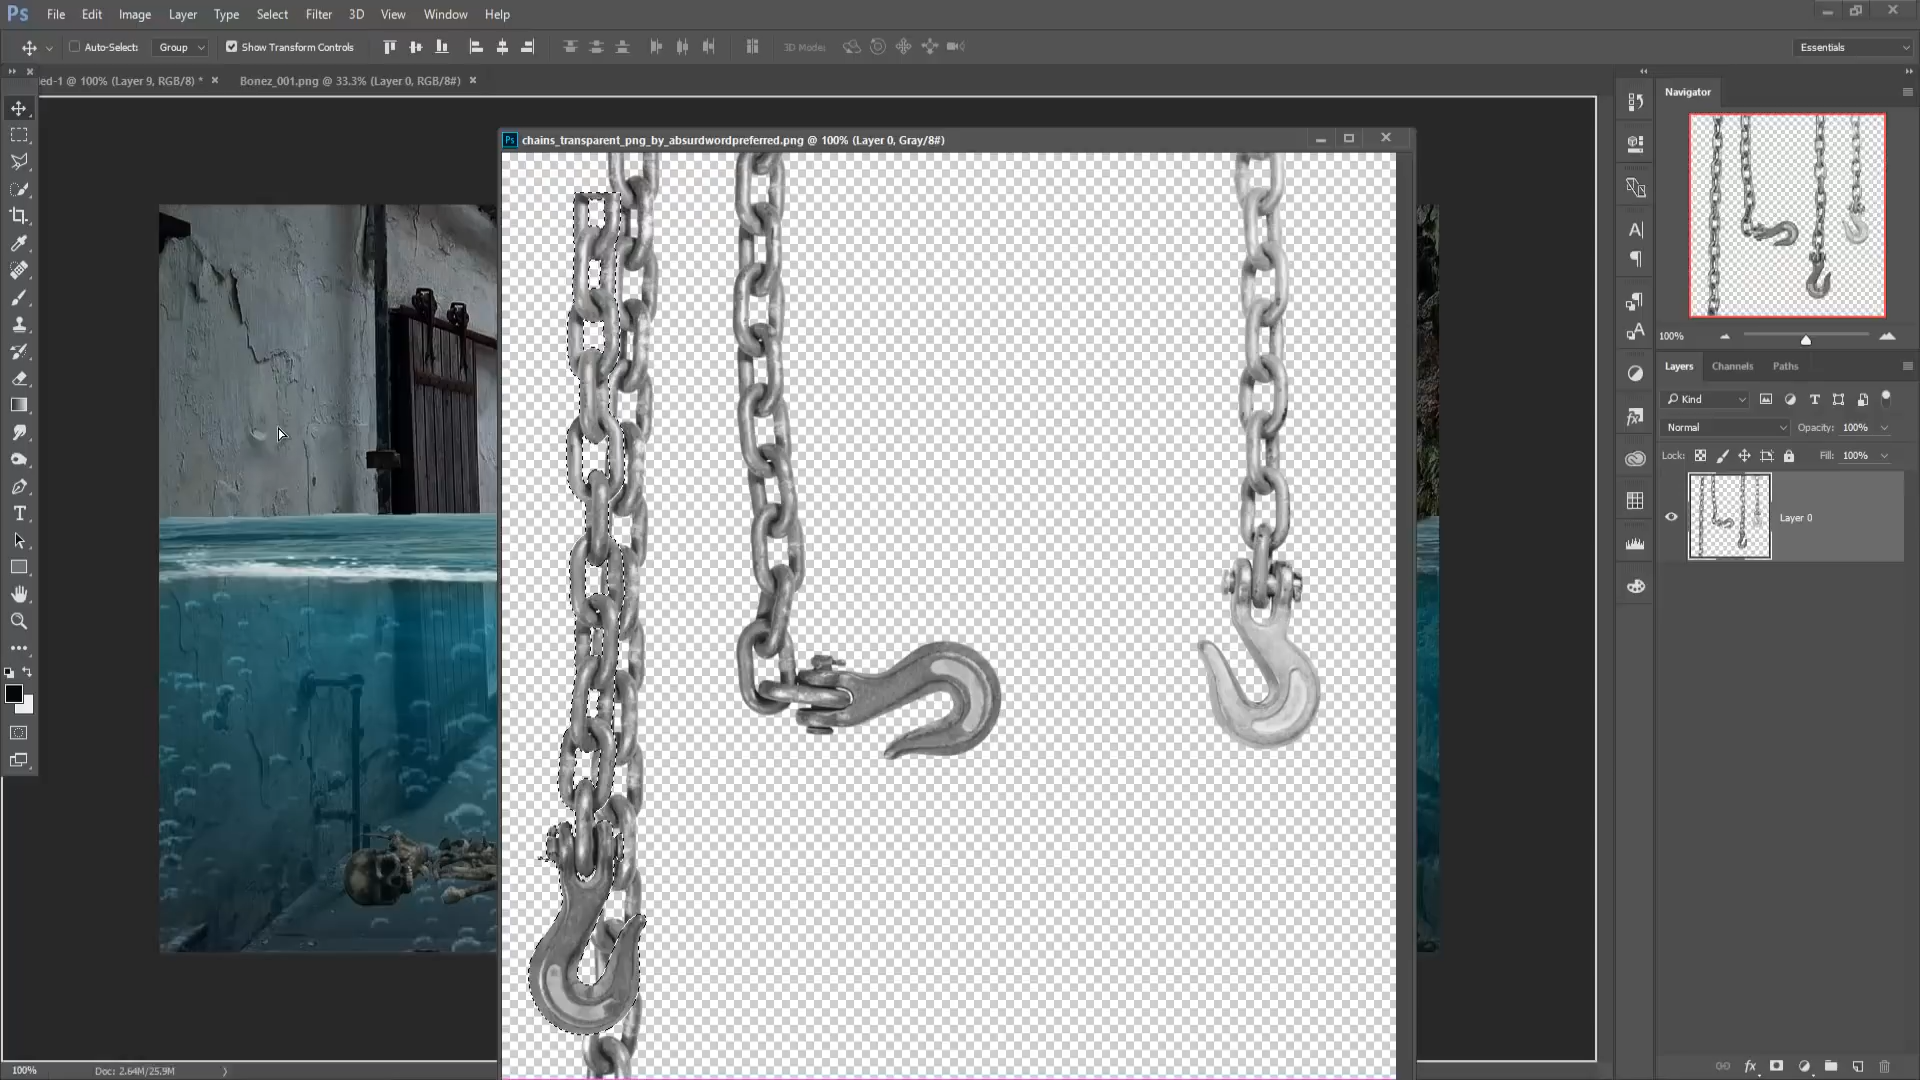 Ps File Edit Image Layer Type Select Filter 3D View Window Help
Auto-Select: Group Show Transform Controls 3D Mode: Essentials
ed-1 @ 100% (Layer 9, RGB/8) * Bonez_001.png @ 33.3% (Layer 0, RGB/8#)
Navigator
Ps chains_transparent_png_by_absurdwordpreferred.png @ 100% (Layer 0, Gray/8#)
100%
Layers Channels Paths
Kind
Normal Opacity: 100%
Lock: Fill: 100%
Layer 0
100% Doc: 2.64M/25.9M